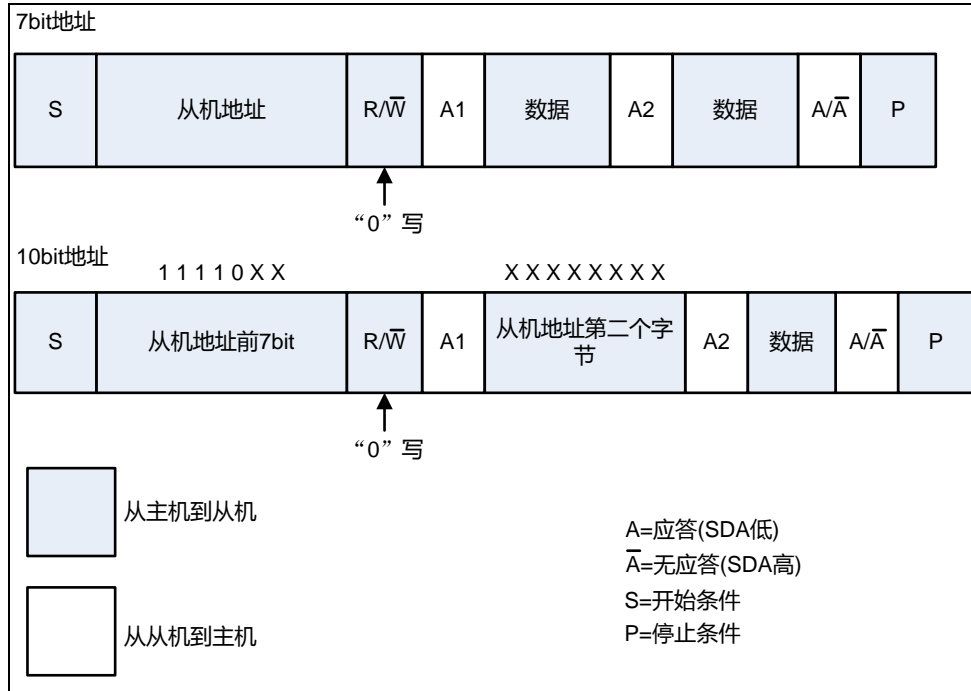 7bit地址
S 从机地址 R/W̅ A1 数据 A2 数据 A/A̅ P
“0”写
10bit地址
1 1 1 1 0 X X X X X X X X X X
S 从机地址前7bit R/W̅ A1 从机地址第二个字 A2 数据 A/A̅ P
节
“0”写
从主机到从机
从从机到主机
A=应答(SDA低)
A̅=无应答(SDA高)
S=开始条件
P=停止条件